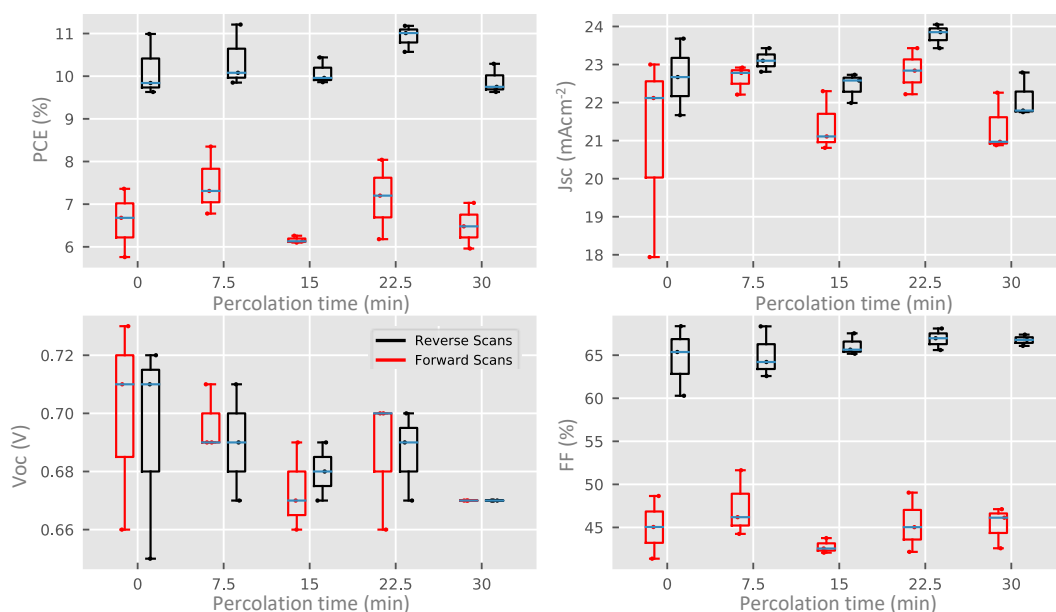 11
10
9
8
7
6
PCE (%)
0 7.5 15 22.5 30
Percolation time (min)
24
23
22
21
20
19
18
Jsc (mAcm⁻²)
0 7.5 15 22.5 30
Percolation time (min)
0.72
0.70
0.68
0.66
Voc (V)
Reverse Scans
Forward Scans
0 7.5 15 22.5 30
Percolation time (min)
65
60
55
50
45
FF (%)
0 7.5 15 22.5 30
Percolation time (min)